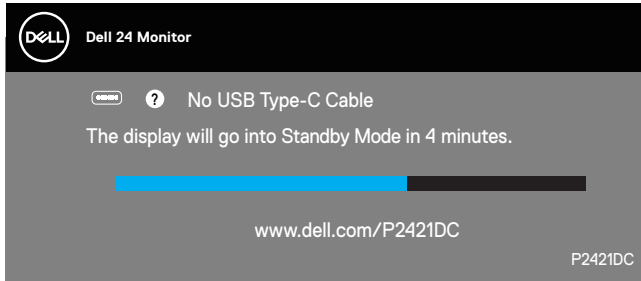 DELL
Dell 24 Monitor
? No USB Type-C Cable
The display will go into Standby Mode in 4 minutes.
www.dell.com/P2421DC
P2421DC